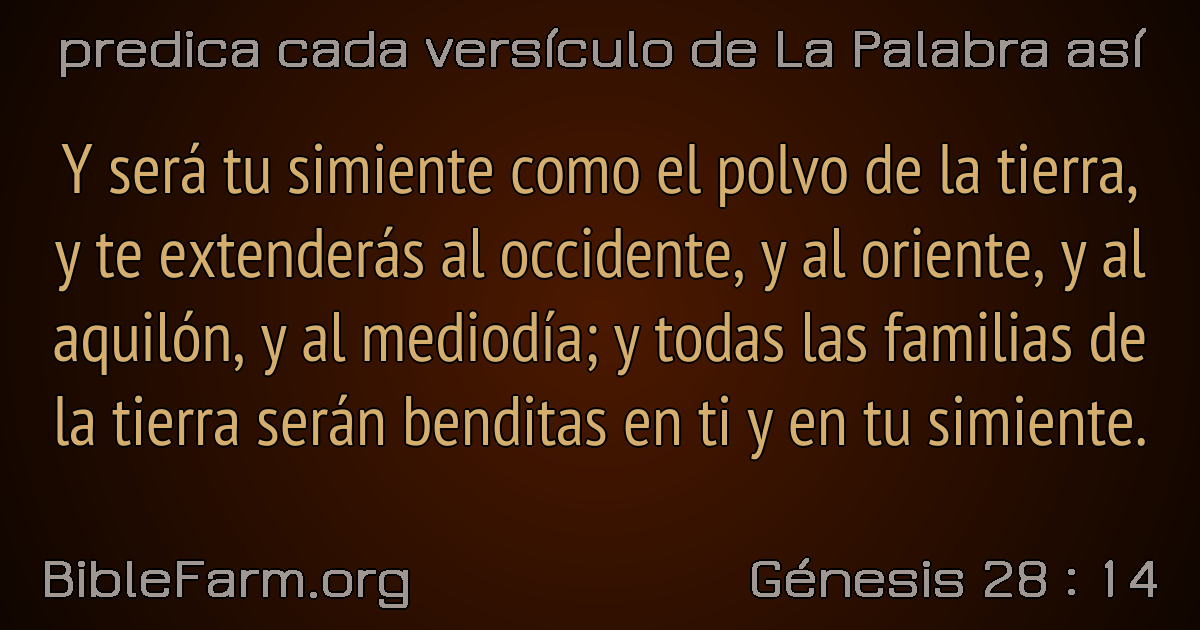 predica cada versículo de La Palabra así
Y será tu simiente como el polvo de la tierra,
y te extenderás al occidente, y al oriente, y al
aquilón, y al mediodía; y todas las familias de
la tierra serán benditas en ti y en tu simiente.
BibleFarm.org
Génesis 28 : 14